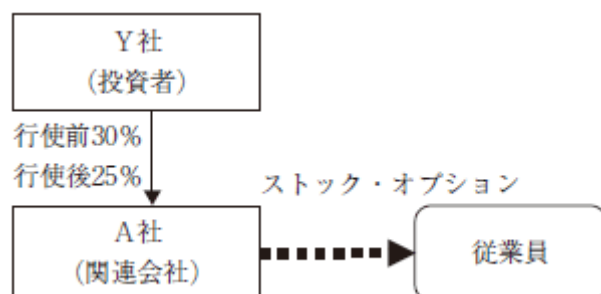 Y社
(投資者)
行使前30%
行使後25%
ストック・オプション
A社
(関連会社)
従業員